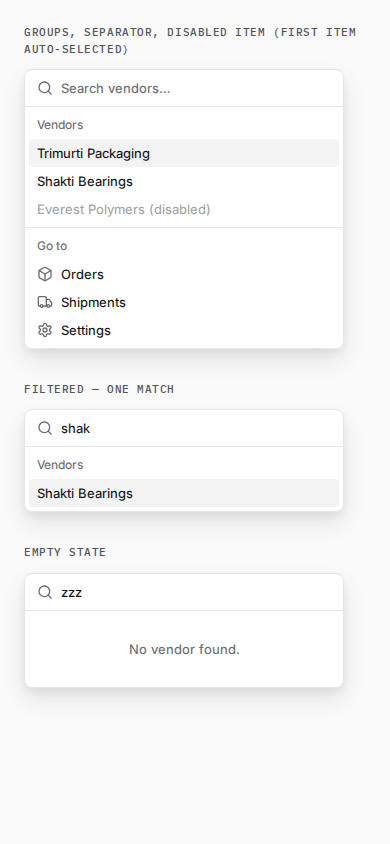 GROUPS, SEPARATOR, DISABLED ITEM (FIRST ITEM
AUTO-SELECTED)
Search vendors...
Vendors
Trimurti Packaging
Shakti Bearings
Everest Polymers (disabled)
Go to
Orders
Shipments
Settings
FILTERED — ONE MATCH
shak
Vendors
Shakti Bearings
EMPTY STATE
zzz
No vendor found.